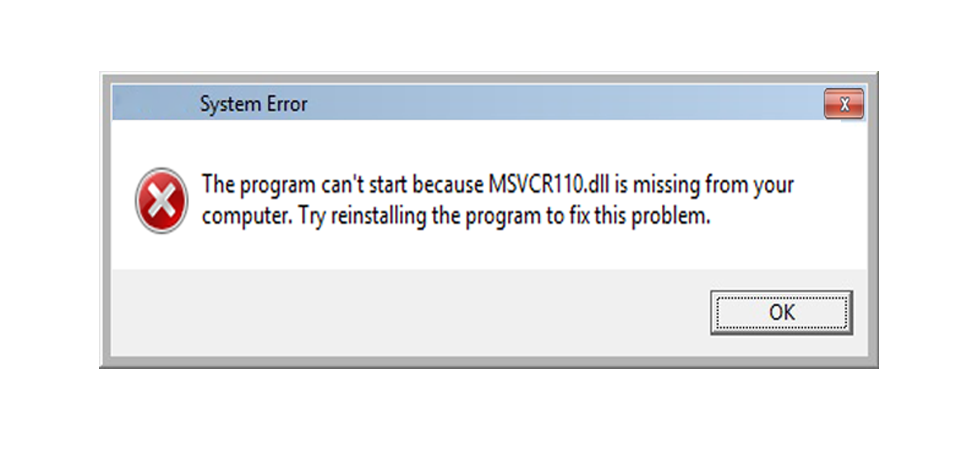 System Error
X
The program can't start because MSVCR110.dll is missing from your
computer. Try reinstalling the program to fix this problem.
OK